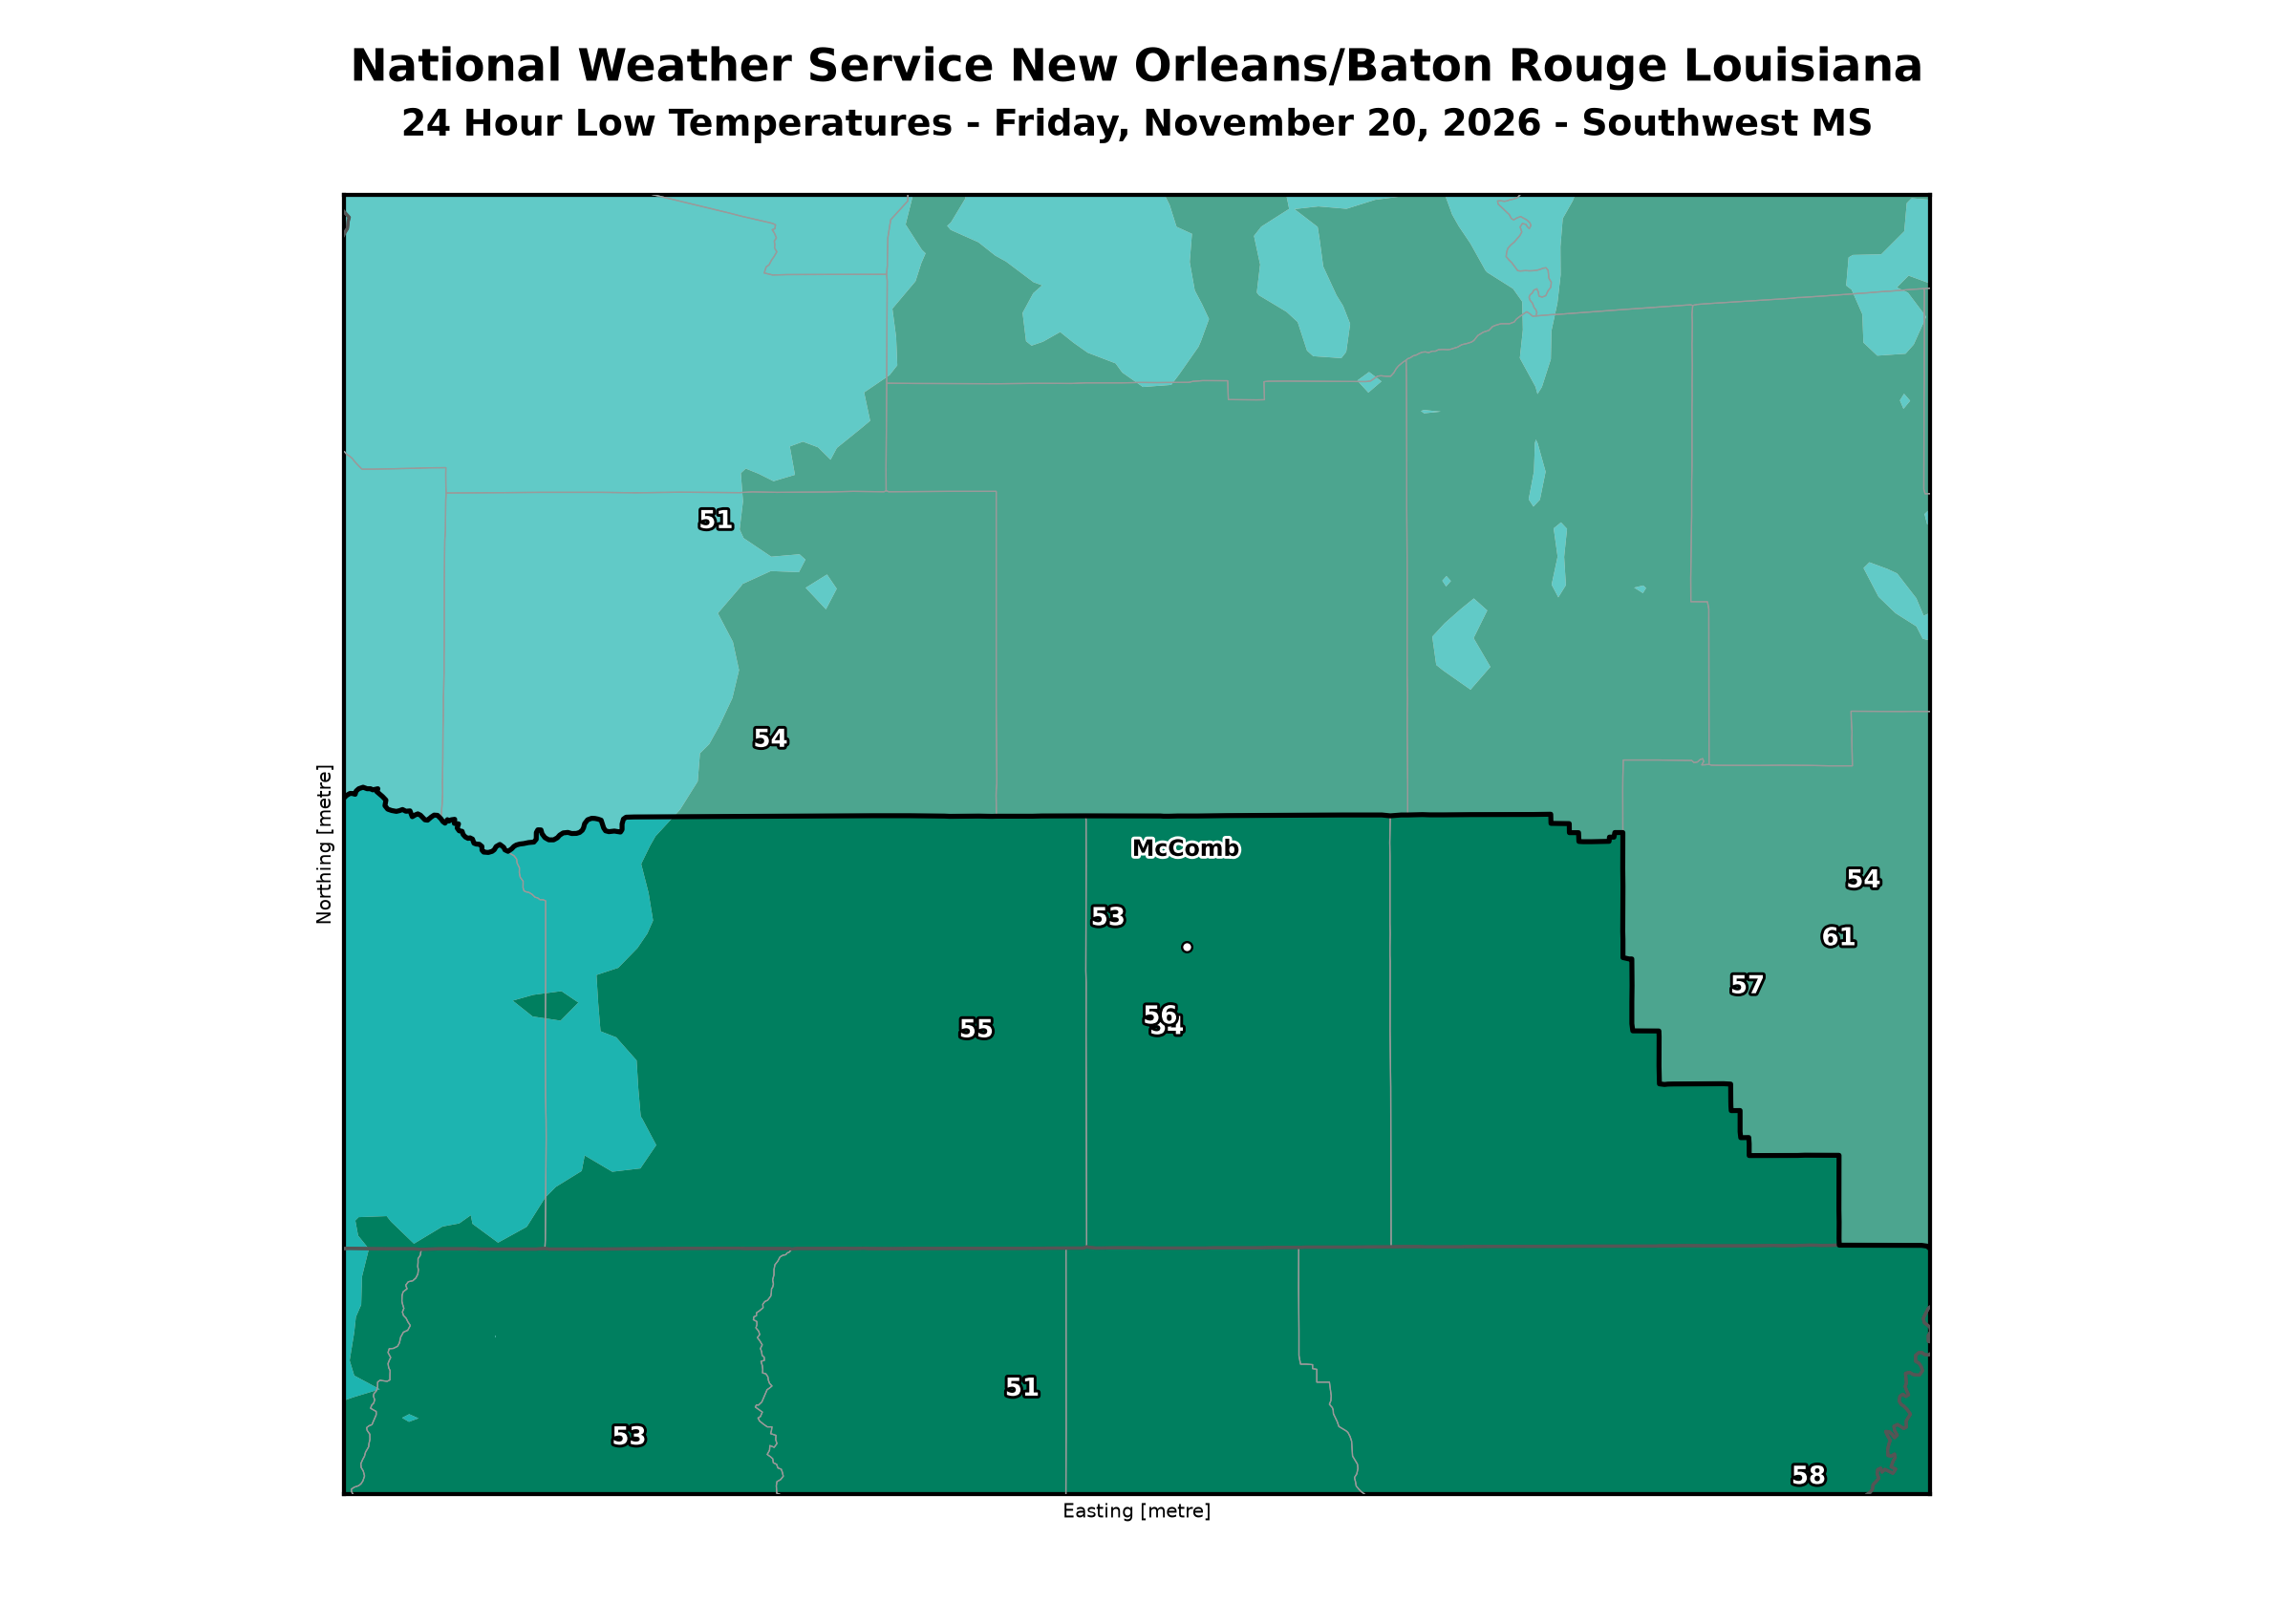 National Weather Service New Orleans/Baton Rouge Louisiana
24 Hour Low Temperatures - Friday, November 20, 2026 - Southwest MS
51
54
McComb
54
53
61
57
56
55
51
53
58
Northing [metre]
Easting [metre]